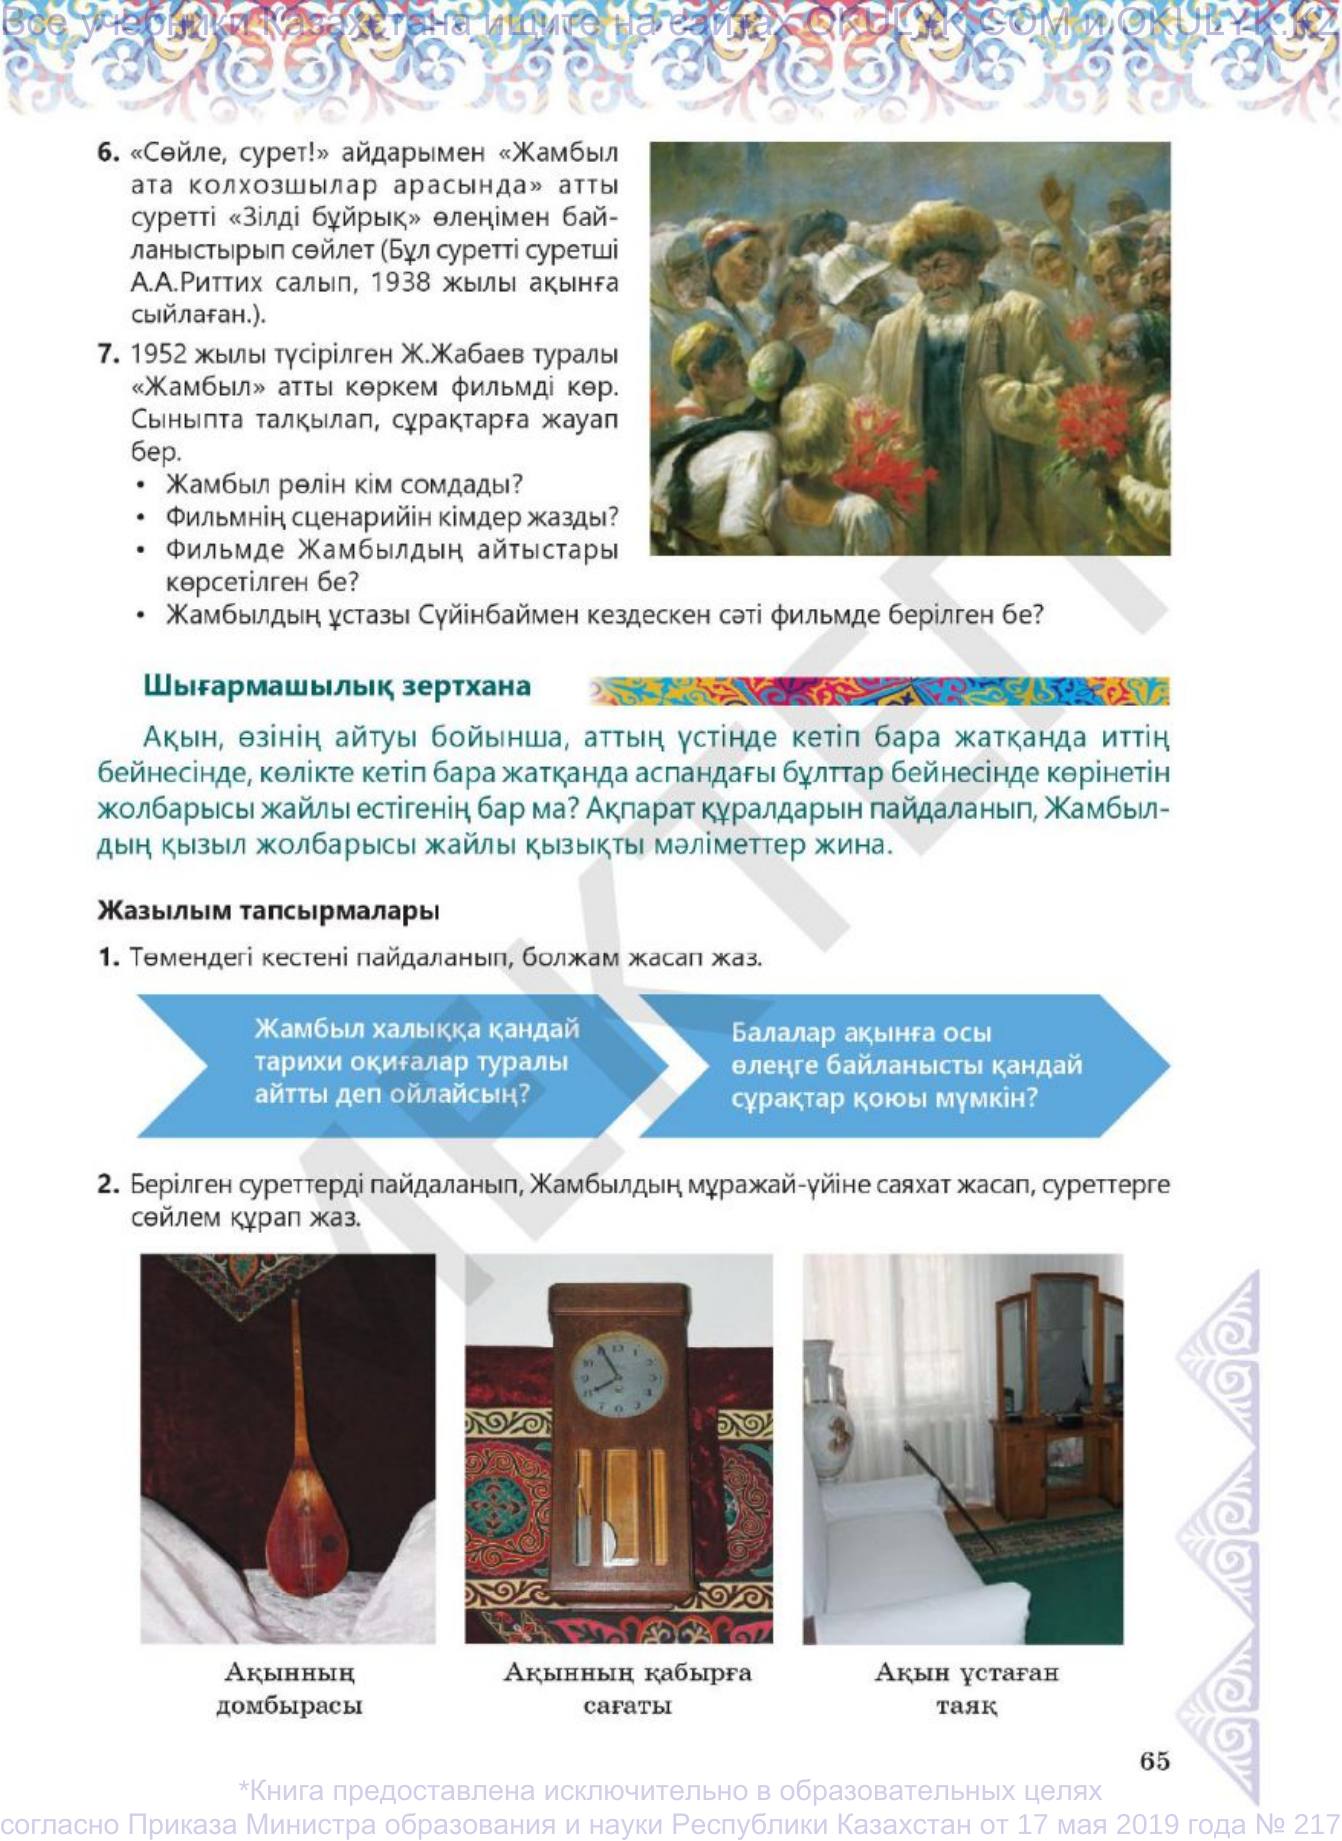 Все учебники Казахстана ищите на сайтах OKULYK.COM и OKULYK.KZ
6. «Сөйле, сурет!» айдарымен «Жамбыл
ата колхозшылар арасында» атты
суретті «Зілді бұйрық» өлеңімен бай-
ланыстырып сөйлет (Бұл суретті суретші
А.А.Риттих салып, 1938 жылы ақынға
сыйлаған.).
7. 1952 жылы түсірілген Ж.Жабаев туралы
«Жамбыл» атты көркем фильмді көр.
Сыныпта талқылап, сұрақтарға жауап
бер.
• Жамбыл рөлін кім сомдады?
• Фильмнің сценарийін кімдер жазды?
• Фильмде Жамбылдың айтыстары
көрсетілген бе?
• Жамбылдың ұстазы Сүйінбаймен кездескен сәті фильмде берілген бе?
Шығармашылық зертхана
Ақын, өзінің айтуы бойынша, аттың үстінде кетіп бара жатқанда иттің
бейнесінде, көлікте кетіп бара жатқанда аспандағы бұлттар бейнесінде көрінетін
жолбарысы жайлы естігенің бар ма? Ақпарат құралдарын пайдаланып, Жамбыл-
дың қызыл жолбарысы жайлы қызықты мәліметтер жина.
Жазылым тапсырмалары
1. Төмендегі кестені пайдаланып, болжам жасап жаз.
Жамбыл халыққа қандай
тарихи оқиғалар туралы
айтты деп ойлайсың?
Балалар ақынға осы
өлеңге байланысты қандай
сұрақтар қоюы мүмкін?
2. Берілген суреттерді пайдаланып, Жамбылдың мұражай-үйіне саяхат жасап, суреттерге
сөйлем құрап жаз.
Ақынның
домбырасы
Ақынның қабырға
сағаты
Ақын ұстаған
таяқ
65
МЕКТЕП
*Книга предоставлена исключительно в образовательных целях
согласно Приказа Министра образования и науки Республики Казахстан от 17 мая 2019 года № 217